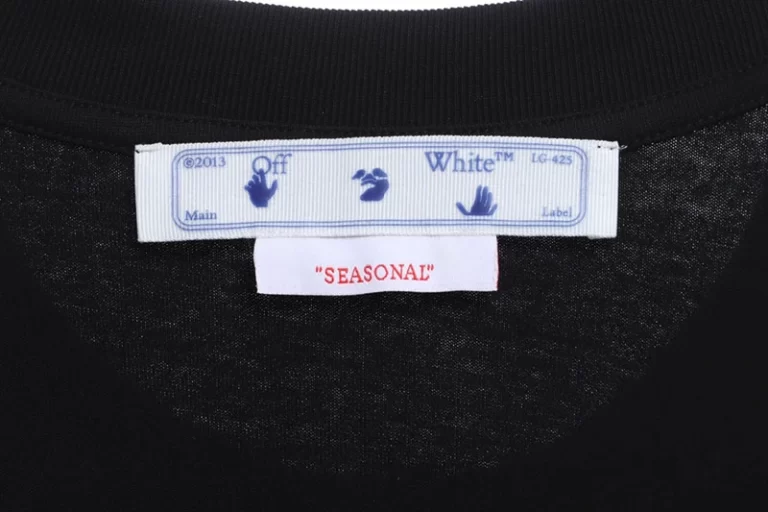 ©2013 Off White™ LG-425
Main Label
"SEASONAL"